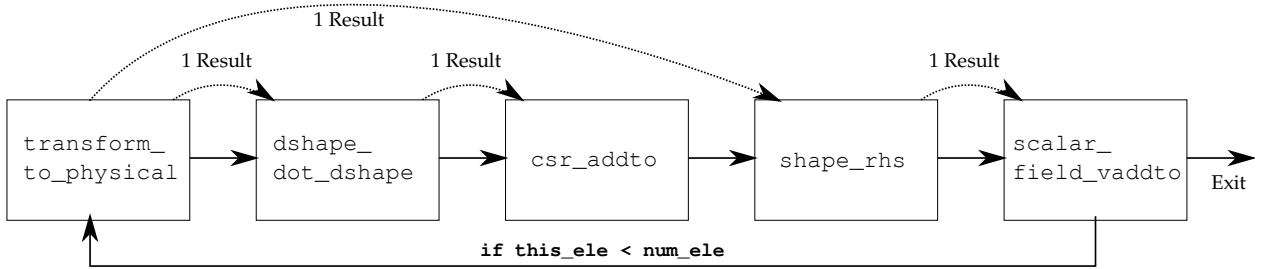 1 Result
1 Result
1 Result
1 Result
transform_
to_physical
dshape_
dot_dshape
csr_addto
shape_rhs
scalar_
field_vaddto
Exit
if this_ele < num_ele